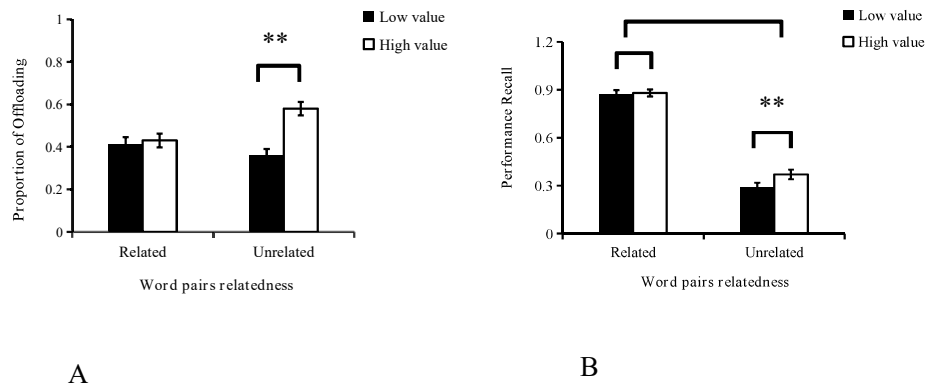 Low value
High value
**
1
0.8
0.6
0.4
0.2
0
Proportion of Offloading
Related
Unrelated
Word pairs relatedness
A
Low value
High value
**
1.2
0.9
0.6
0.3
0
Performance Recall
Related
Unrelated
Word pairs relatedness
B